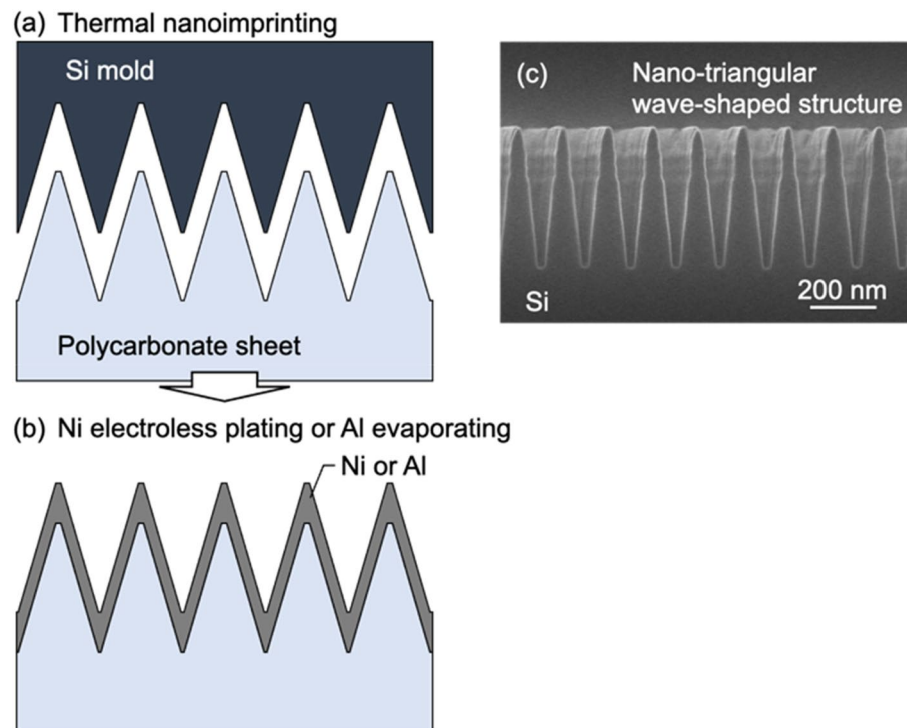 (a) Thermal nanoimprinting
Si mold
Polycarbonate sheet
(b) Ni electroless plating or Al evaporating
Ni or Al
(c) Nano-triangular
wave-shaped structure
Si
200 nm